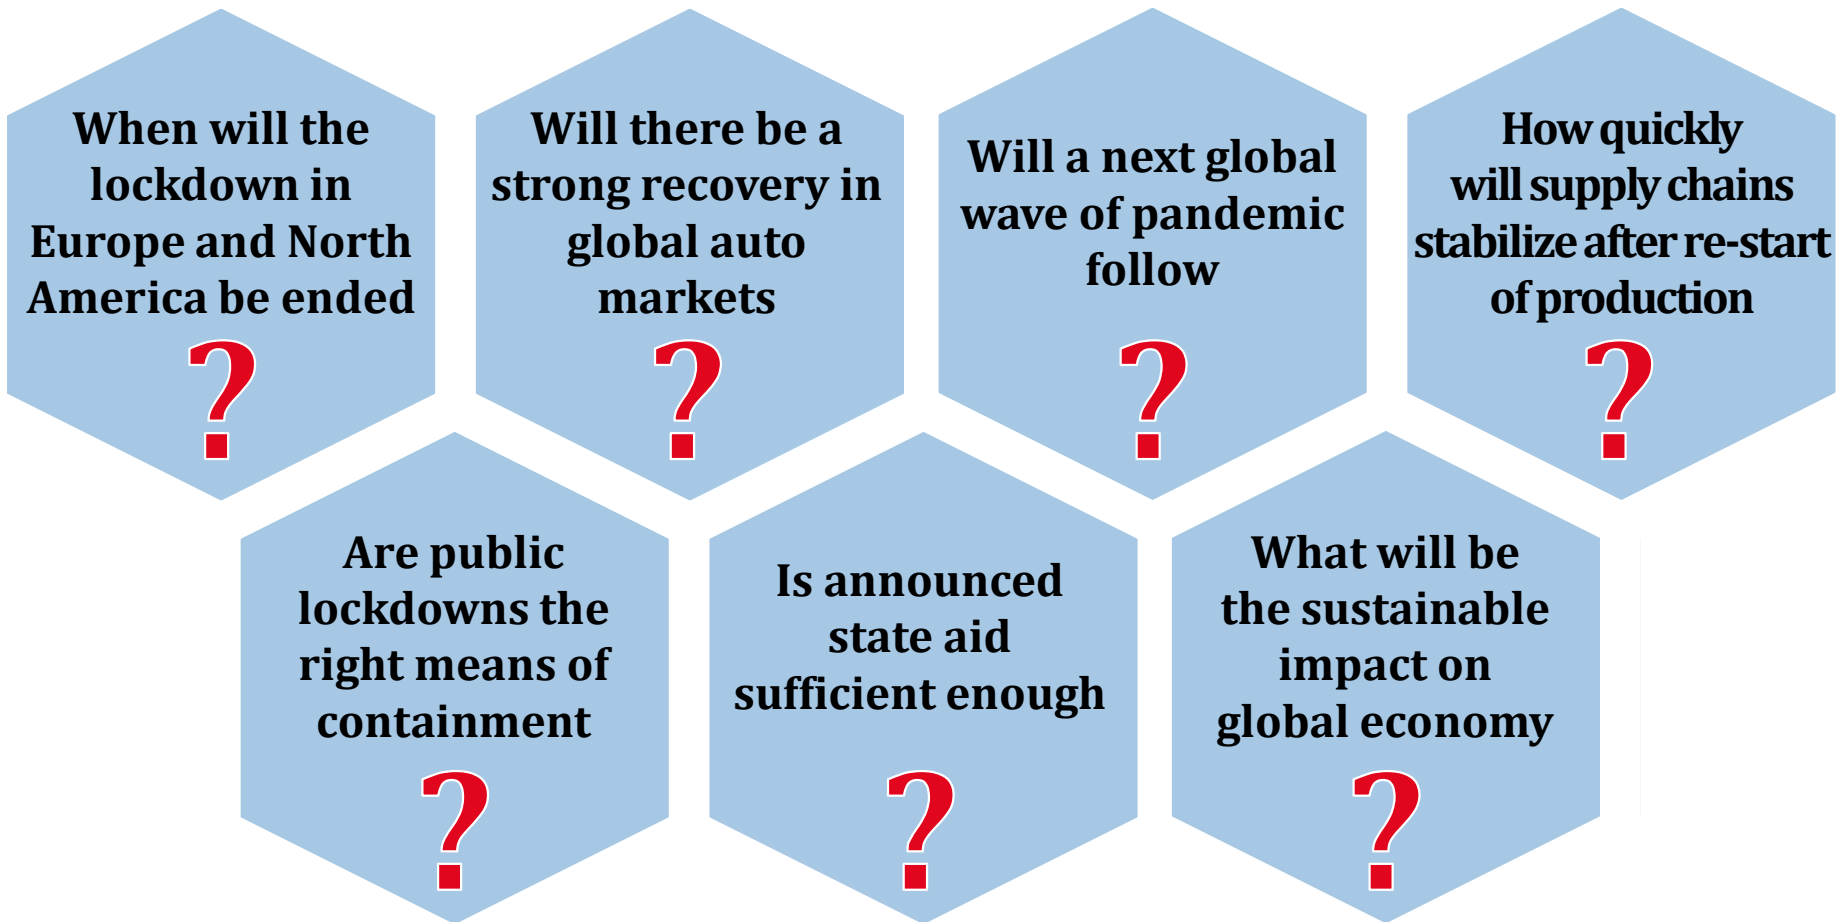 When will the
lockdown in
Europe and North
America be ended
?
Will there be a
strong recovery in
global auto
markets
?
Will a next global
wave of pandemic
follow
?
How quickly
will supply chains
stabilize after re-start
of production
?
Are public
lockdowns the
right means of
containment
?
Is announced
state aid
sufficient enough
?
What will be
the sustainable
impact on
global economy
?